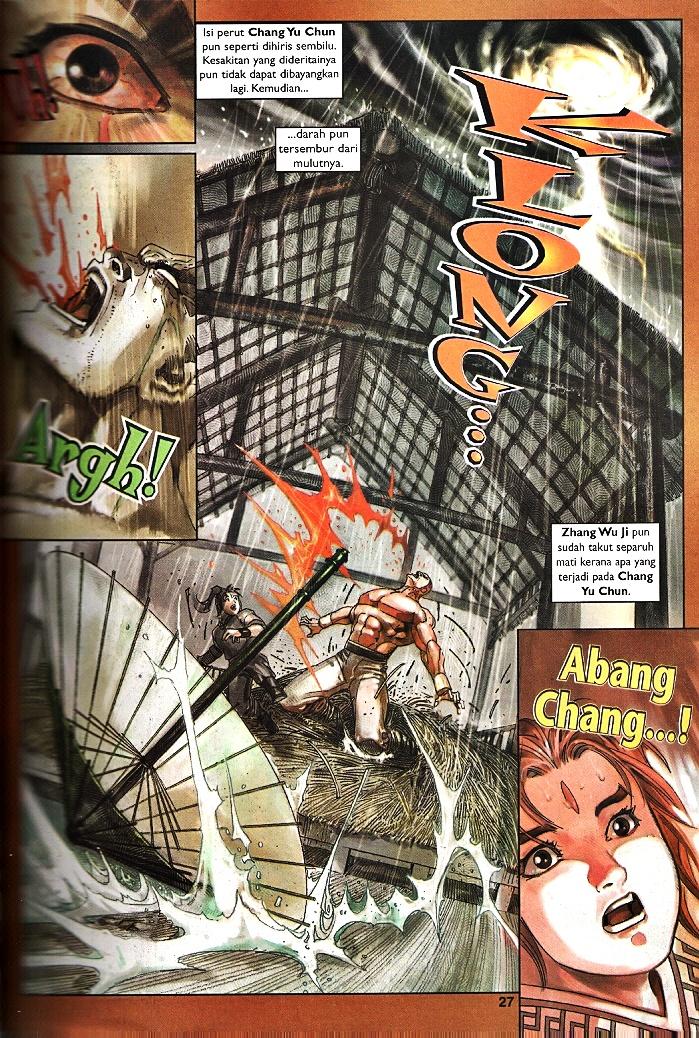 Isi perut Chang Yu Chun
pun seperti dihiris sembilu.
Kesakitan yang dideritainya
pun tidak dapat dibayangkan
lagi. Kemudian...
...darah pun
tersembur dari
mulutnya.
KLONG...
Argh!
Zhang Wu Ji pun
sudah takut separuh
mati kerana apa yang
terjadi pada Chang
Yu Chun.
Abang
Chang...!
27